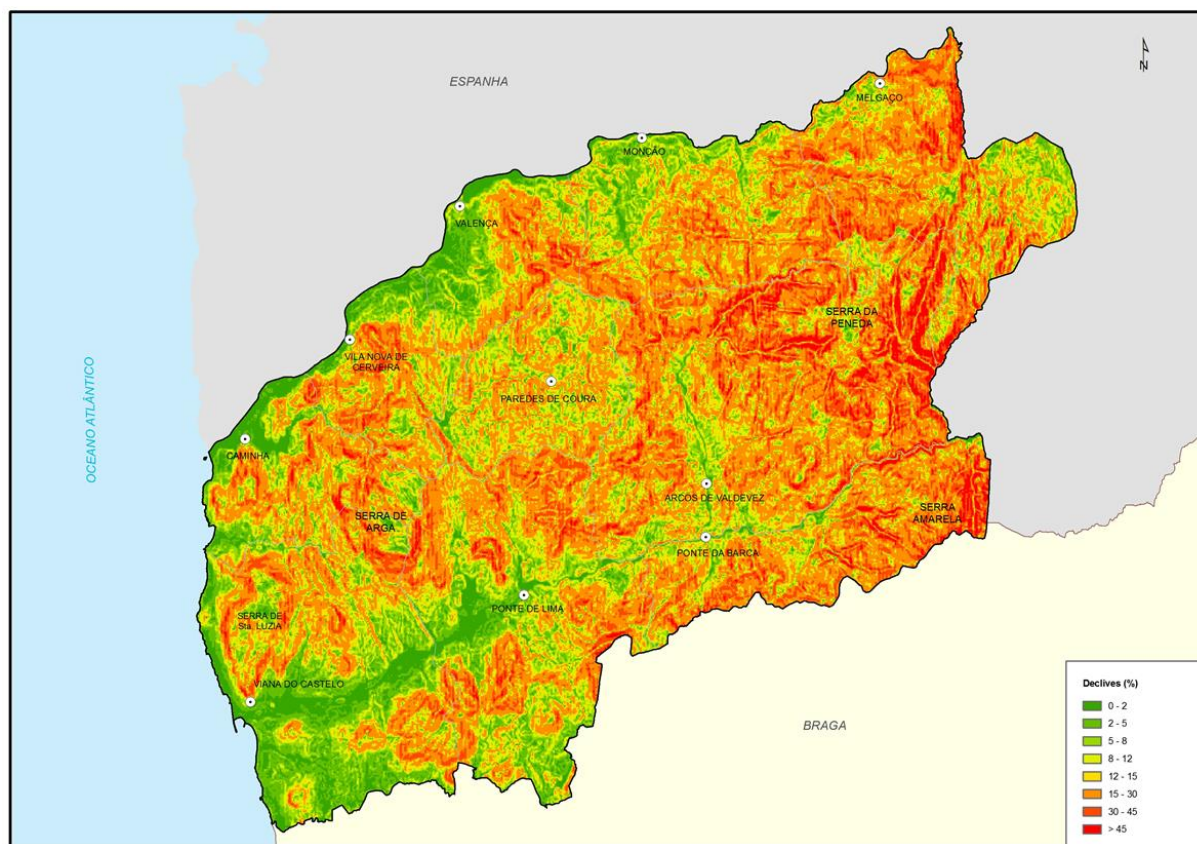 ESPANHA
N
MELGAÇO
MONÇÃO
VALENÇA
SERRA DA
PENEDA
VILA NOVA DE
CERVEIRA
PAREDES DE COURA
OCEANO ATLÂNTICO
CAMINHA
ARCOS DE VALDEVEZ
SERRA DE
ARGA
SERRA
AMARELA
PONTE DA BARCA
PONTE DE LIMA
SERRA DE
Sta. LUZIA
VIANA DO CASTELO
BRAGA
Declives (%)
0 - 2
2 - 5
5 - 8
8 - 12
12 - 15
15 - 30
30 - 45
> 45